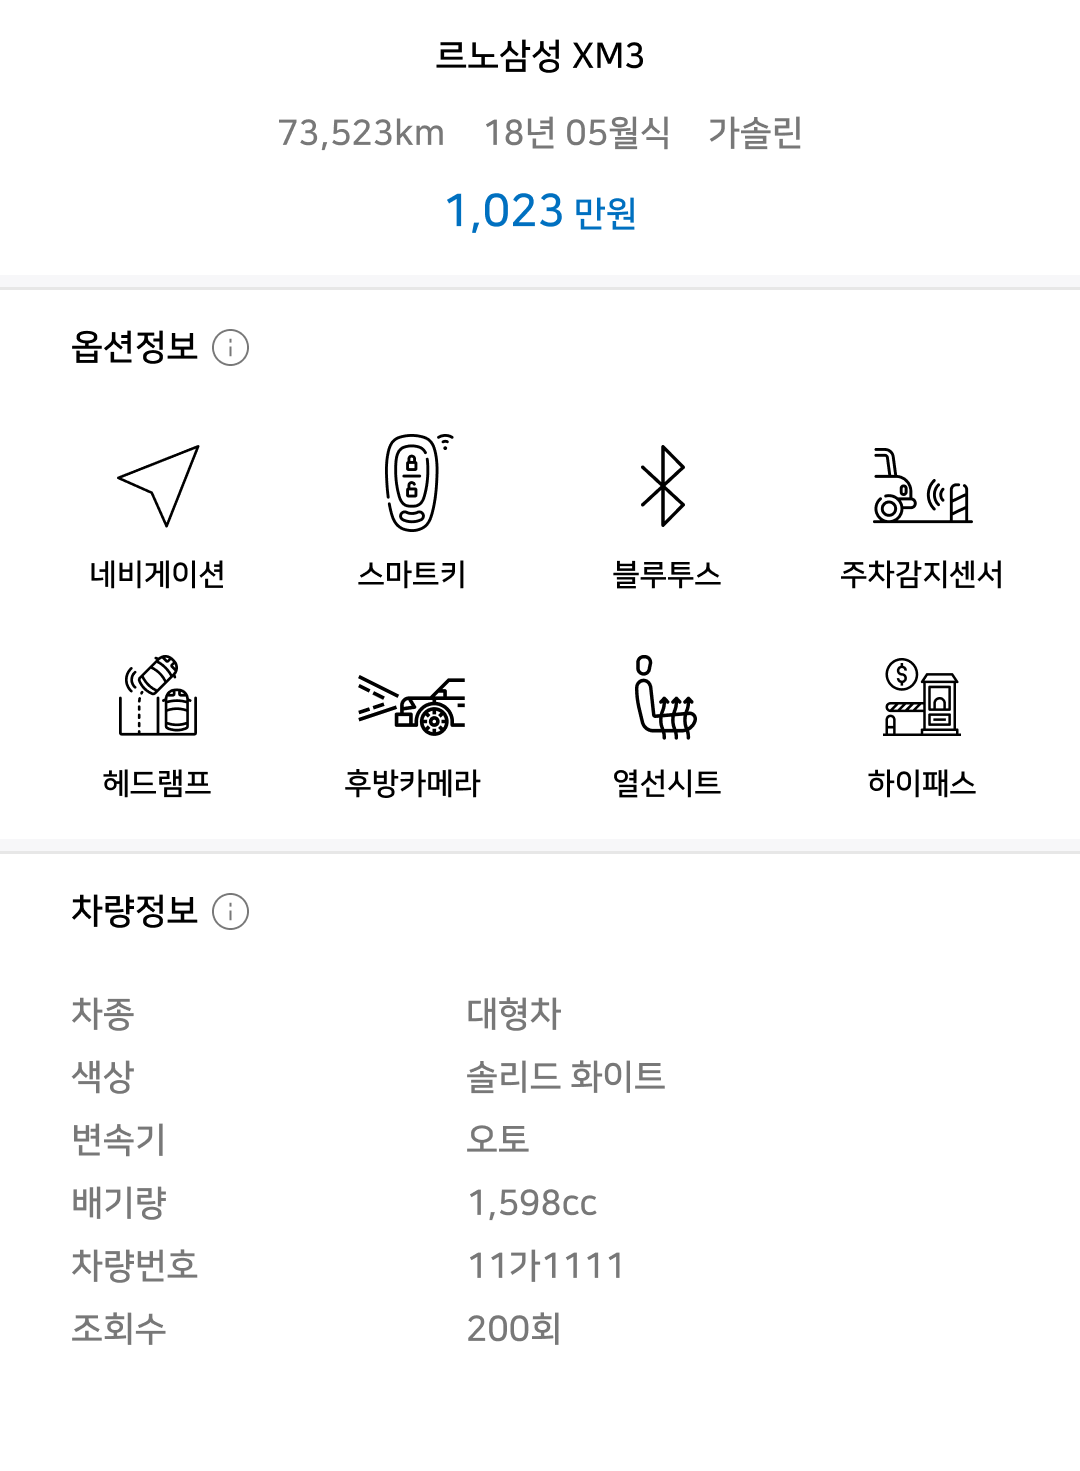 르노삼성 XM3
73,523km 18년 05월식 가솔린
1,023 만원
옵션정보
네비게이션 스마트키 블루투스 주차감지센서
헤드램프 후방카메라 열선시트 하이패스
차량정보
차종 대형차
색상 솔리드 화이트
변속기 오토
배기량 1,598cc
차량번호 11가1111
조회수 200회